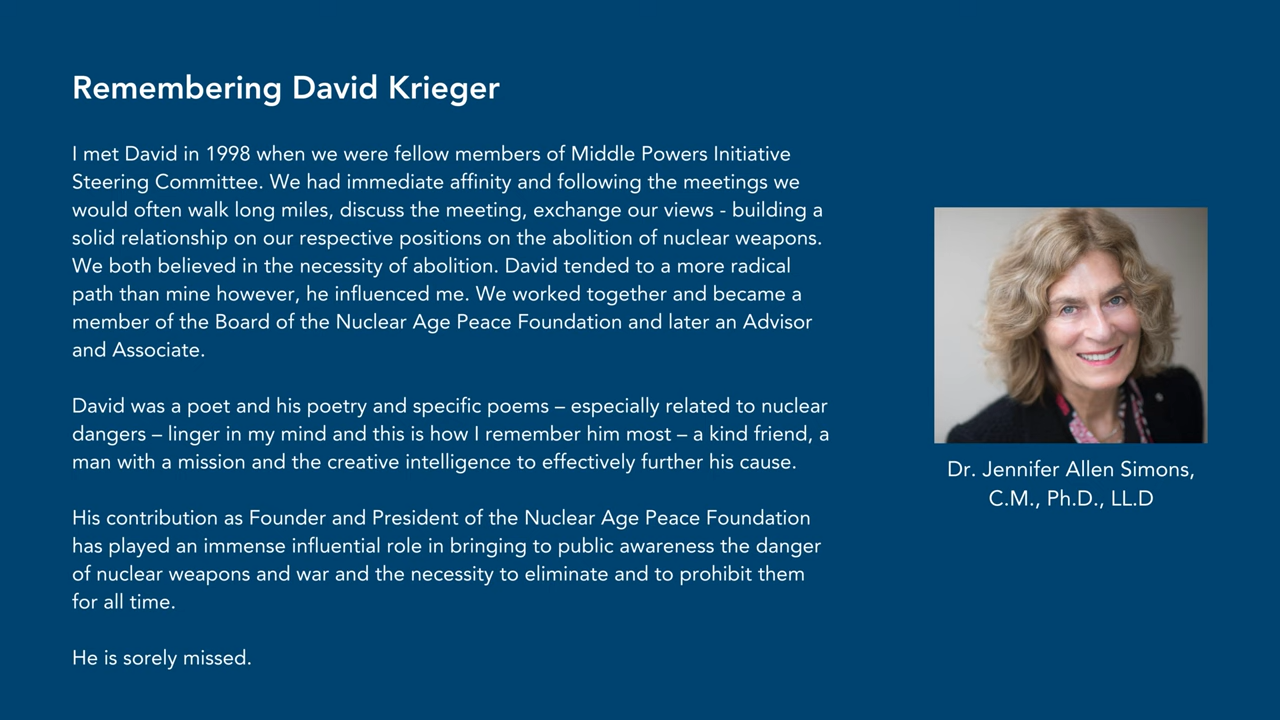 Remembering David Krieger
I met David in 1998 when we were fellow members of Middle Powers Initiative
Steering Committee. We had immediate affinity and following the meetings we
would often walk long miles, discuss the meeting, exchange our views - building a
solid relationship on our respective positions on the abolition of nuclear weapons.
We both believed in the necessity of abolition. David tended to a more radical
path than mine however, he influenced me. We worked together and became a
member of the Board of the Nuclear Age Peace Foundation and later an Advisor
and Associate.
David was a poet and his poetry and specific poems – especially related to nuclear
dangers – linger in my mind and this is how I remember him most – a kind friend, a
man with a mission and the creative intelligence to effectively further his cause.
His contribution as Founder and President of the Nuclear Age Peace Foundation
has played an immense influential role in bringing to public awareness the danger
of nuclear weapons and war and the necessity to eliminate and to prohibit them
for all time.
He is sorely missed.
Dr. Jennifer Allen Simons,
C.M., Ph.D., LL.D